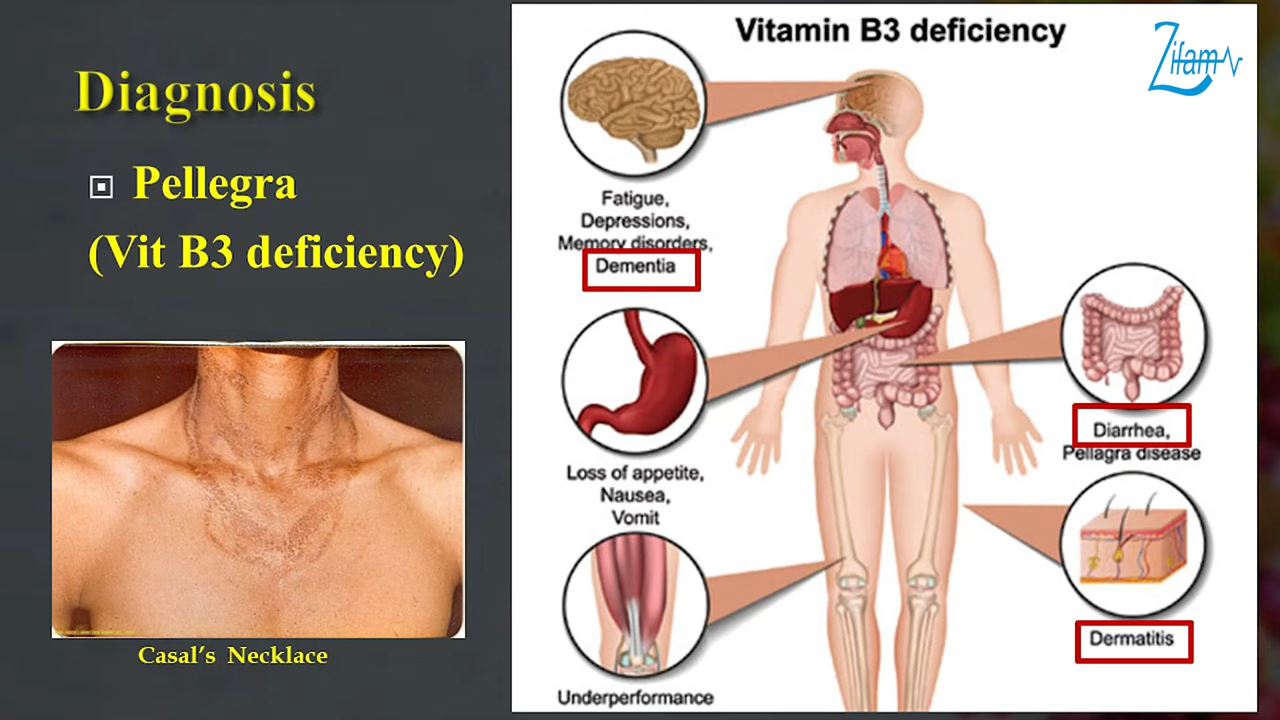 Diagnosis
Pellegra
(Vit B3 deficiency)
Casal's Necklace
Vitamin B3 deficiency
Zifam
Fatigue,
Depressions,
Memory disorders,
Dementia
Loss of appetite,
Nausea,
Vomit
Underperformance
Diarrhea,
Pellagra disease
Dermatitis